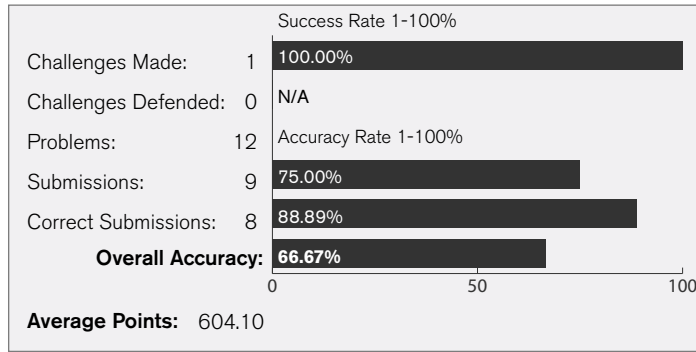 Success Rate 1-100%
Challenges Made: 1 100.00%
Challenges Defended: 0 N/A
Problems: 12 Accuracy Rate 1-100%
Submissions: 9 75.00%
Correct Submissions: 8 88.89%
Overall Accuracy: 66.67%
0 50 100
Average Points: 604.10